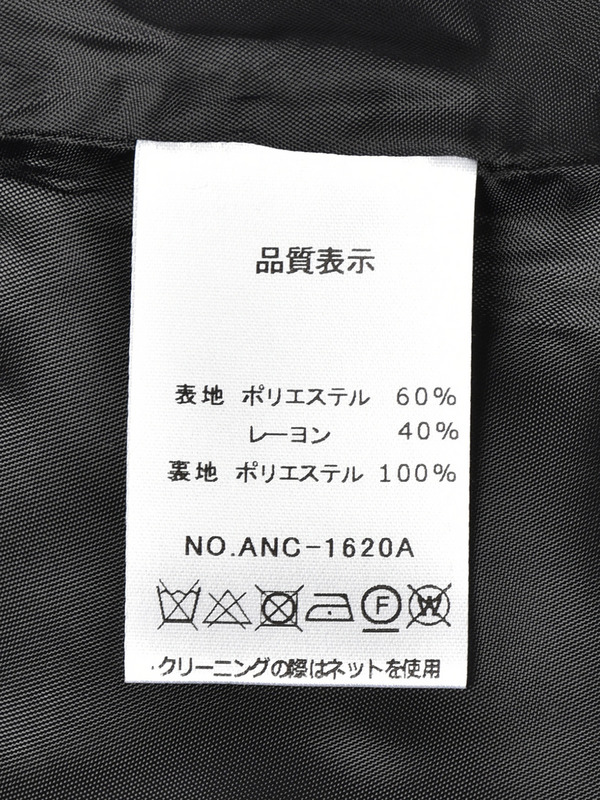 品質表示
表地 ポリエステル 60%
レーヨン 40%
裏地 ポリエステル 100%
NO.ANC-1620A
F W
・クリーニングの際はネットを使用